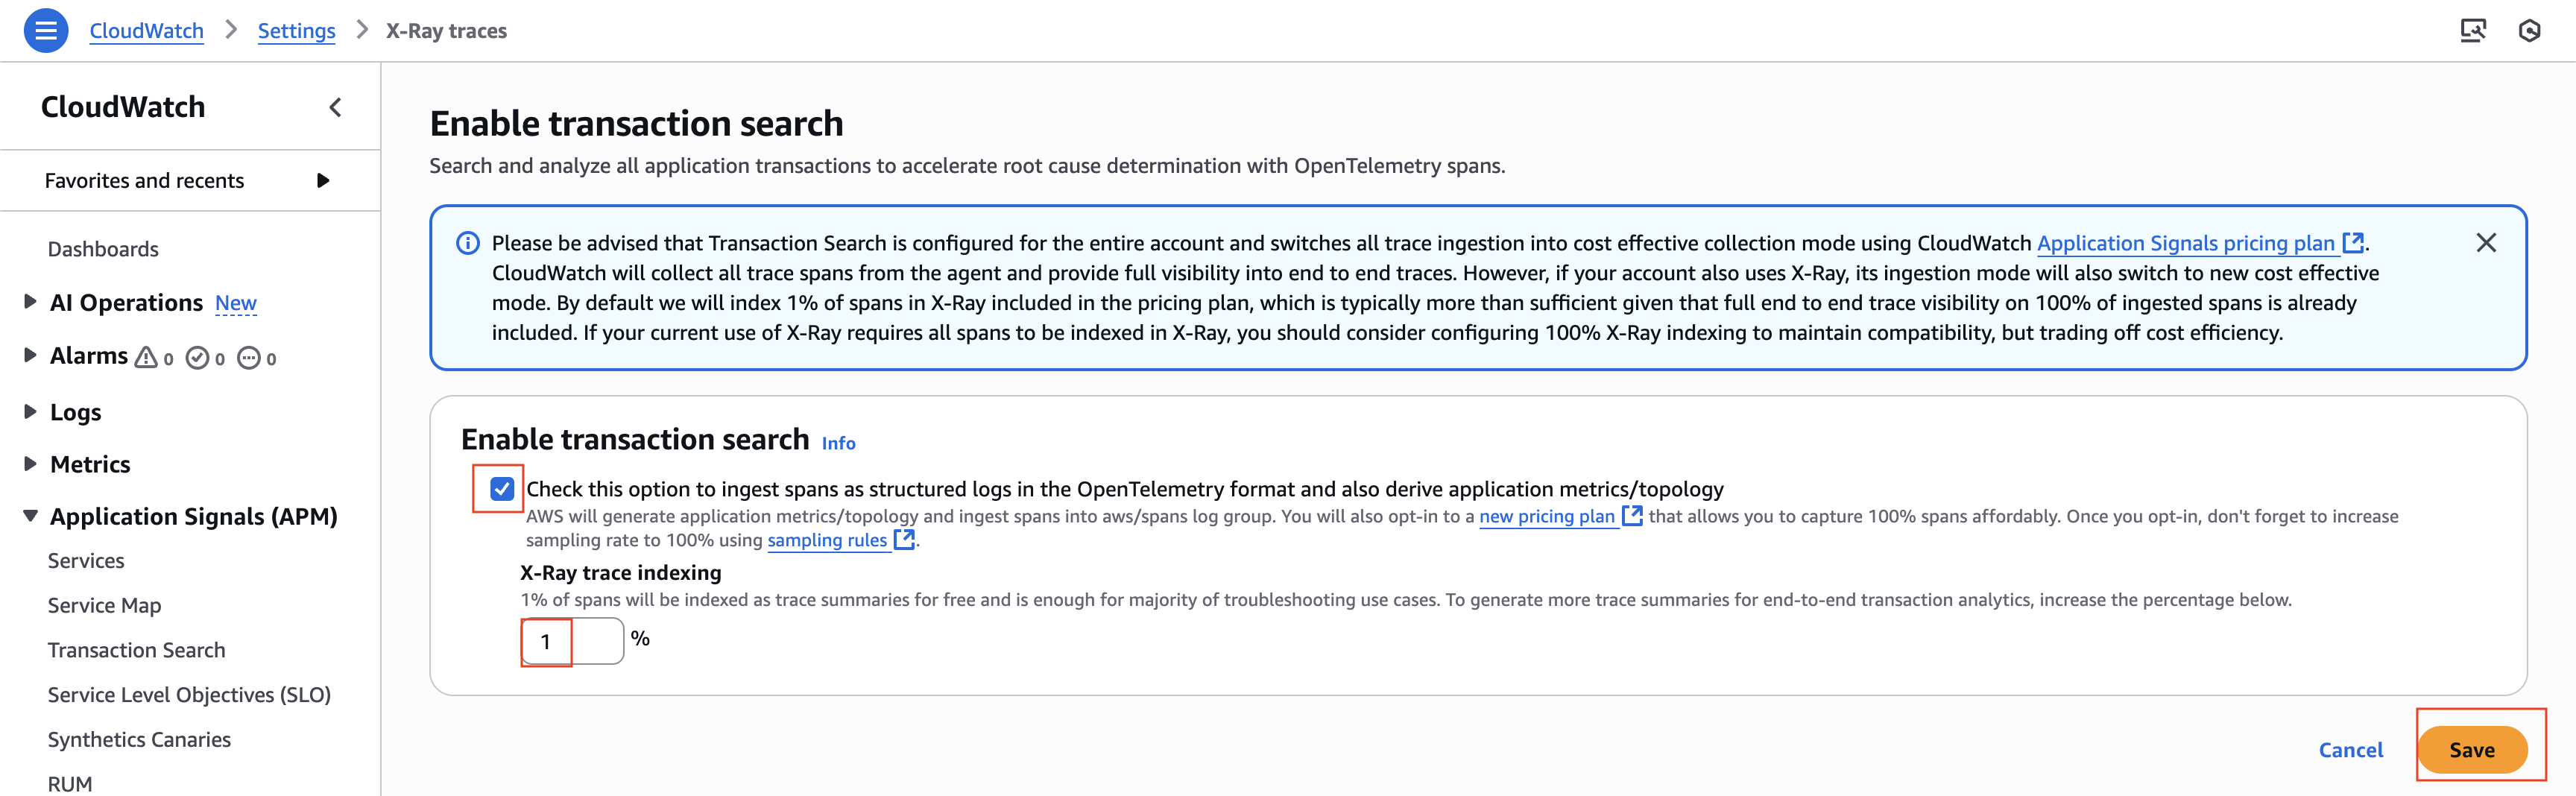 CloudWatch > Settings > X-Ray traces
CloudWatch
Favorites and recents
Dashboards
AI Operations New
Alarms 0 0 0
Logs
Metrics
Application Signals (APM)
Services
Service Map
Transaction Search
Service Level Objectives (SLO)
Synthetics Canaries
RUM
Enable transaction search
Search and analyze all application transactions to accelerate root cause determination with OpenTelemetry spans.
Please be advised that Transaction Search is configured for the entire account and switches all trace ingestion into cost effective collection mode using CloudWatch Application Signals pricing plan.
CloudWatch will collect all trace spans from the agent and provide full visibility into end to end traces. However, if your account also uses X-Ray, its ingestion mode will also switch to new cost effective
mode. By default we will index 1% of spans in X-Ray included in the pricing plan, which is typically more than sufficient given that full end to end trace visibility on 100% of ingested spans is already
included. If your current use of X-Ray requires all spans to be indexed in X-Ray, you should consider configuring 100% X-Ray indexing to maintain compatibility, but trading off cost efficiency.
Enable transaction search Info
Check this option to ingest spans as structured logs in the OpenTelemetry format and also derive application metrics/topology
AWS will generate application metrics/topology and ingest spans into aws/spans log group. You will also opt-in to a new pricing plan that allows you to capture 100% spans affordably. Once you opt-in, don't forget to increase
sampling rate to 100% using sampling rules.
X-Ray trace indexing
1% of spans will be indexed as trace summaries for free and is enough for majority of troubleshooting use cases. To generate more trace summaries for end-to-end transaction analytics, increase the percentage below.
1 %
Cancel Save